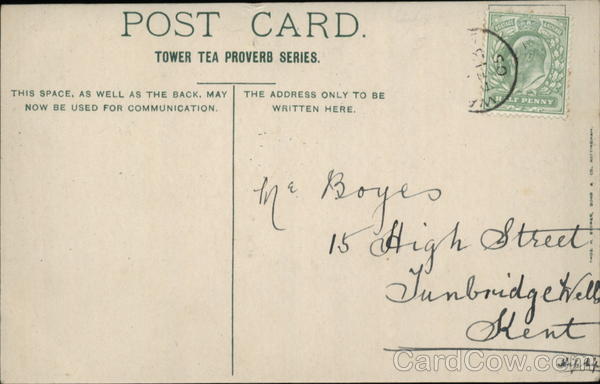 POST CARD.
TOWER TEA PROVERB SERIES.
THIS SPACE, AS WELL AS THE BACK, MAY
NOW BE USED FOR COMMUNICATION.
THE ADDRESS ONLY TO BE
WRITTEN HERE.
POSTAGE REVENUE
HALF PENNY
Mr Boyes
15 High Street
Tunbridge Wells
Kent
CardCow.com